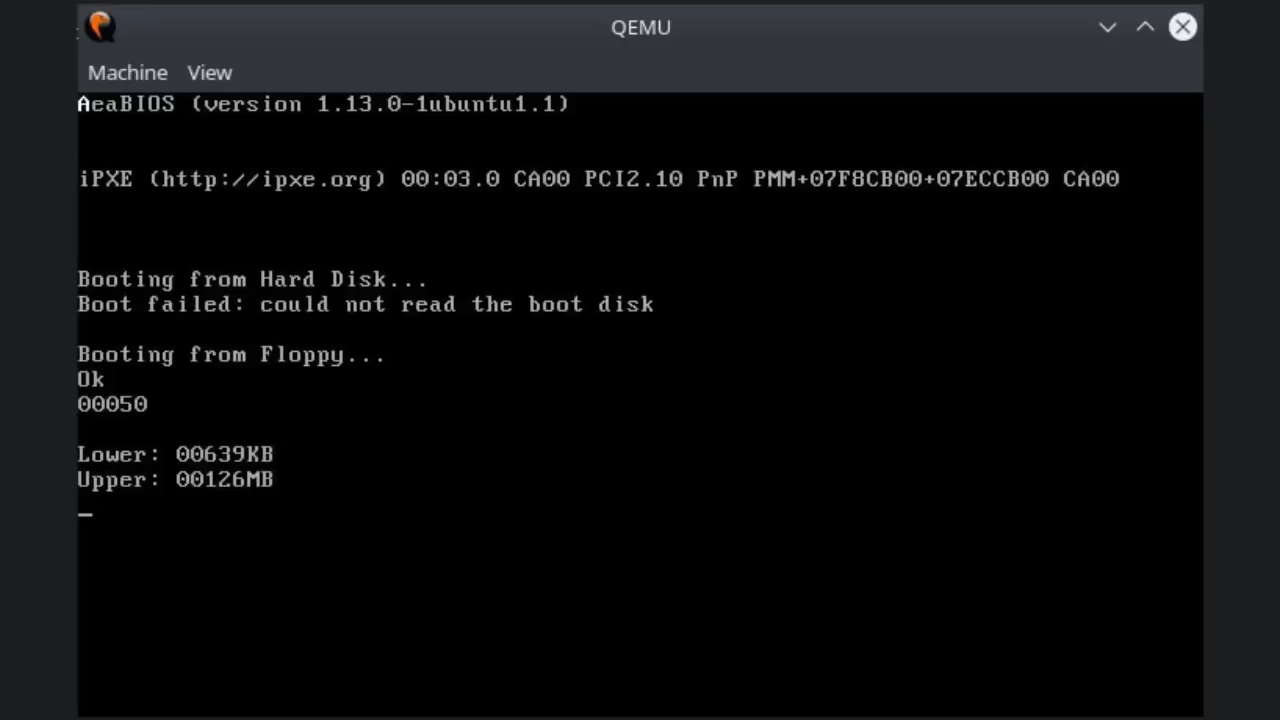 QEMU
Machine View
AeaBIOS (version 1.13.0-1ubuntu1.1)
iPXE (http://ipxe.org) 00:03.0 CA00 PCI2.10 PnP PMM+07F8CB00+07ECCB00 CA00
Booting from Hard Disk...
Boot failed: could not read the boot disk
Booting from Floppy...
Ok
00050
Lower: 00639KB
Upper: 00126MB
_